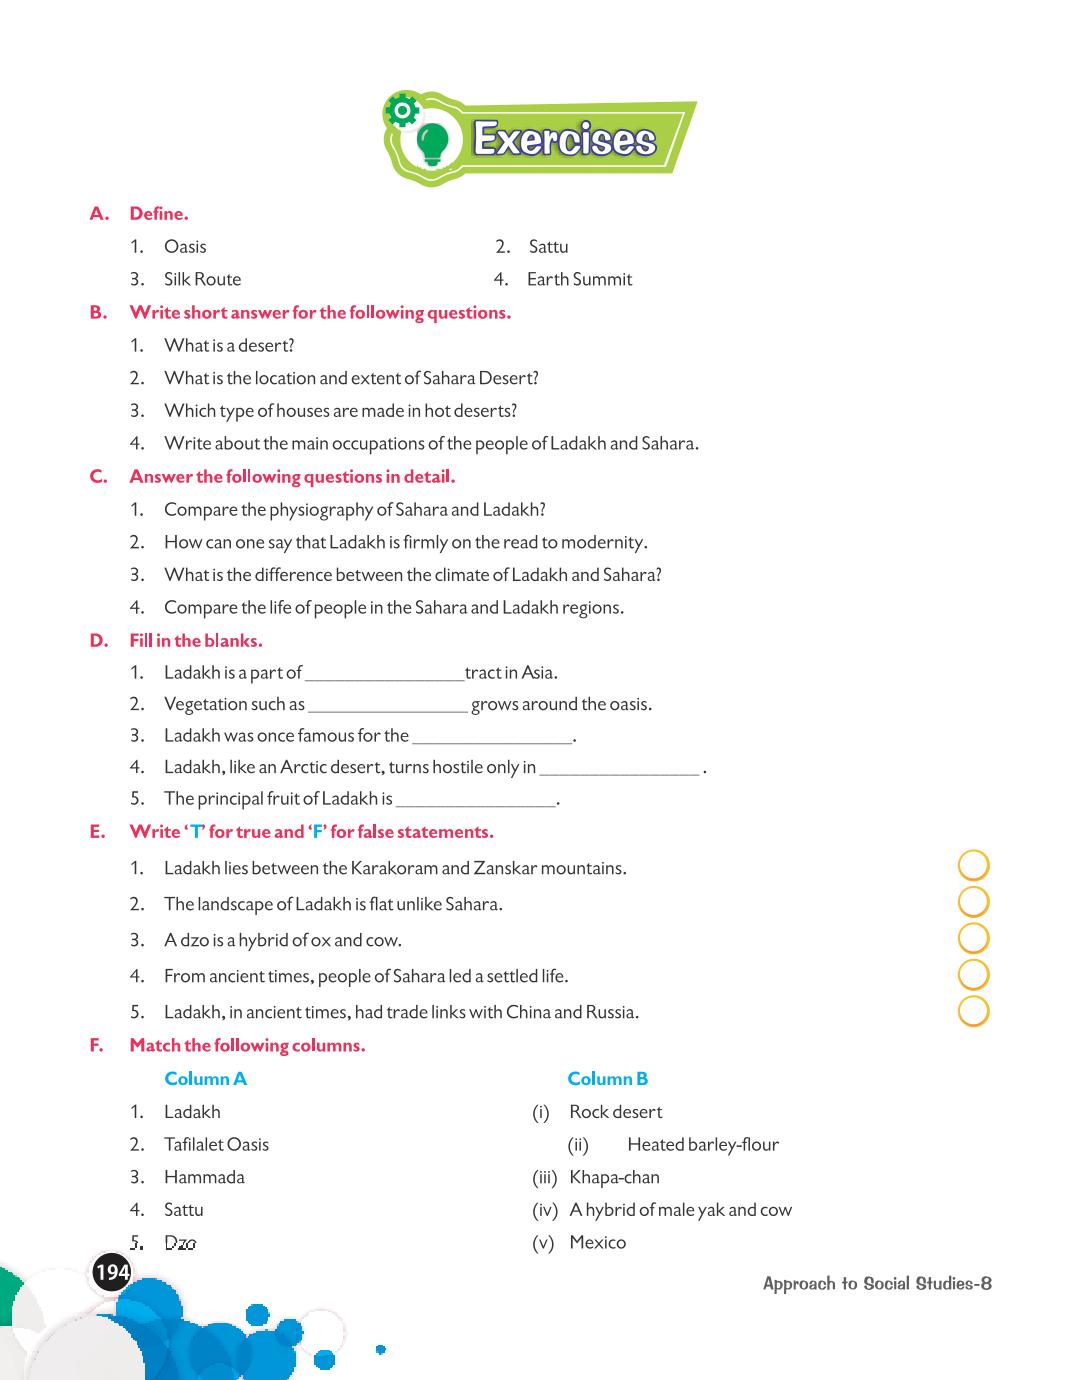 Exercises
A. Define.
1. Oasis 2. Sattu
3. Silk Route 4. Earth Summit
B. Write short answer for the following questions.
1. What is a desert?
2. What is the location and extent of Sahara Desert?
3. Which type of houses are made in hot deserts?
4. Write about the main occupations of the people of Ladakh and Sahara.
C. Answer the following questions in detail.
1. Compare the physiography of Sahara and Ladakh?
2. How can one say that Ladakh is firmly on the read to modernity.
3. What is the difference between the climate of Ladakh and Sahara?
4. Compare the life of people in the Sahara and Ladakh regions.
D. Fill in the blanks.
1. Ladakh is a part of ________________tract in Asia.
2. Vegetation such as ________________ grows around the oasis.
3. Ladakh was once famous for the ________________.
4. Ladakh, like an Arctic desert, turns hostile only in ________________ .
5. The principal fruit of Ladakh is ________________.
E. Write ‘T’ for true and ‘F’ for false statements.
1. Ladakh lies between the Karakoram and Zanskar mountains.
2. The landscape of Ladakh is flat unlike Sahara.
3. A dzo is a hybrid of ox and cow.
4. From ancient times, people of Sahara led a settled life.
5. Ladakh, in ancient times, had trade links with China and Russia.
F. Match the following columns.
Column A Column B
1. Ladakh (i) Rock desert
2. Tafilalet Oasis (ii) Heated barley-flour
3. Hammada (iii) Khapa-chan
4. Sattu (iv) A hybrid of male yak and cow
5. Dzo (v) Mexico
194
Approach to Social Studies-8